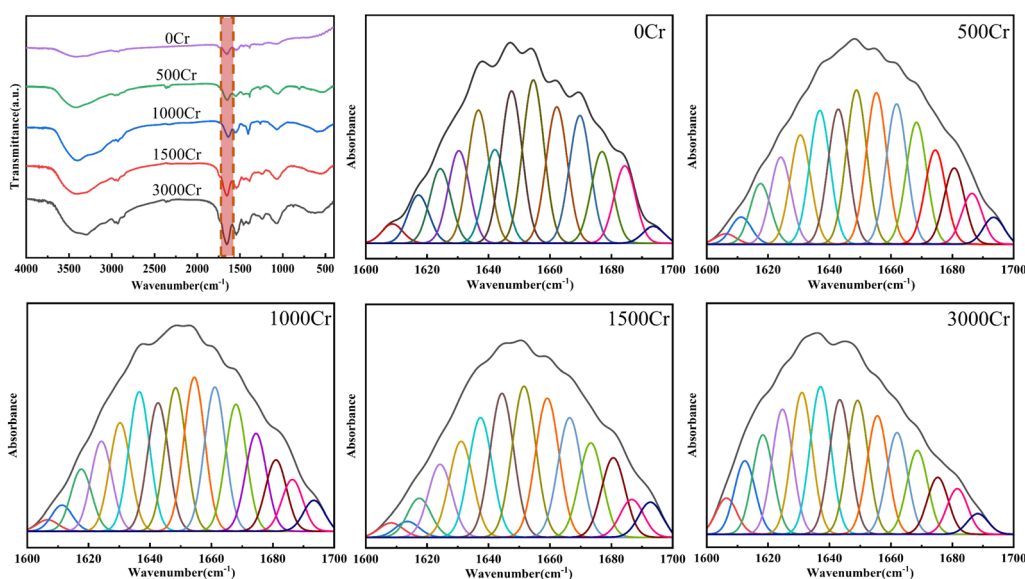 0Cr
500Cr
1000Cr
1500Cr
3000Cr
Transmittance(a.u.)
4000 3500 3000 2500 2000 1500 1000 500
Wavenumber(cm-1)
0Cr
Absorbance
1600 1620 1640 1660 1680 1700
Wavenumber(cm-1)
500Cr
Absorbance
1600 1620 1640 1660 1680 1700
Wavenumber(cm-1)
1000Cr
Absorbance
1600 1620 1640 1660 1680 1700
Wavenumber(cm-1)
1500Cr
Absorbance
1600 1620 1640 1660 1680 1700
Wavenumber(cm-1)
3000Cr
Absorbance
1600 1620 1640 1660 1680 1700
Wavenumber(cm-1)